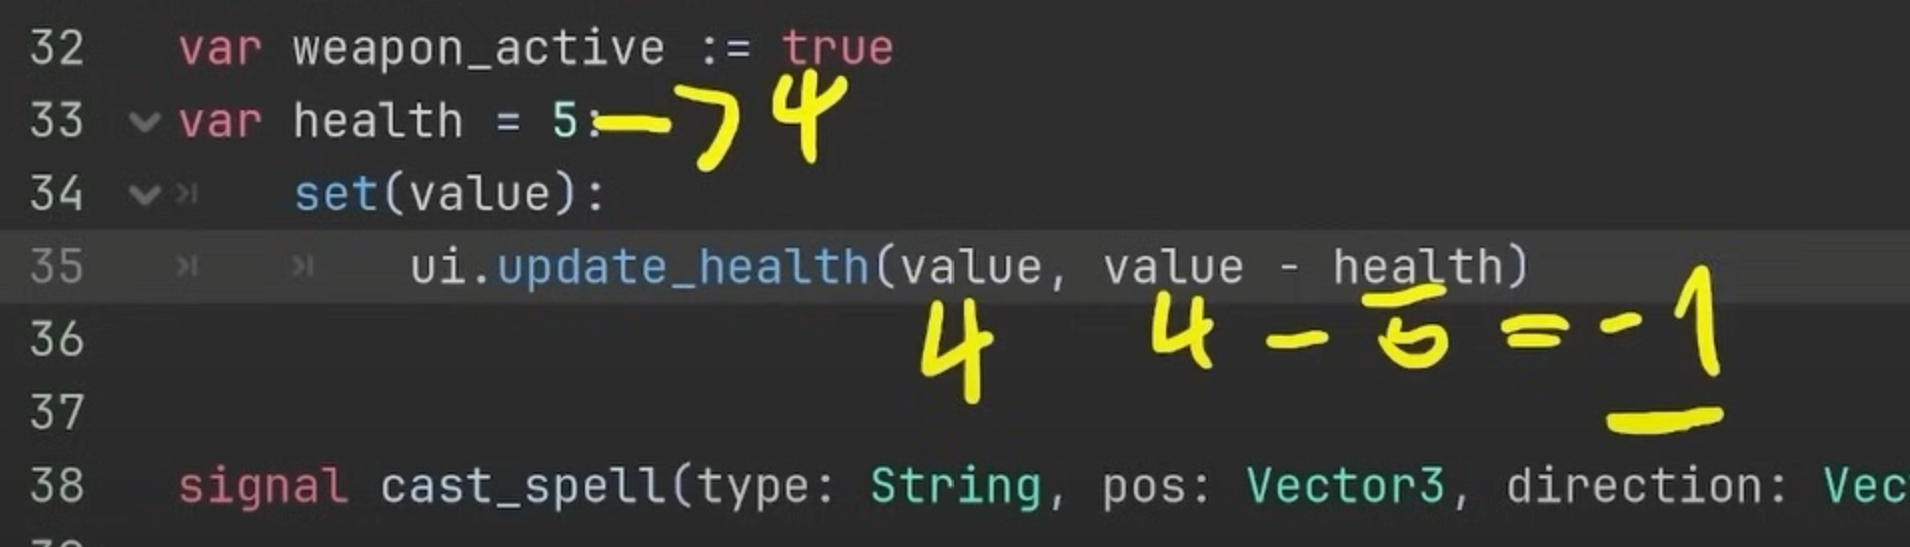 32 var weapon_active := true
33 var health = 5: -> 4
34 set(value):
35 ui.update_health(value, value - health)
4 4 - 5 = -1
36
37
38 signal cast_spell(type: String, pos: Vector3, direction: Vec